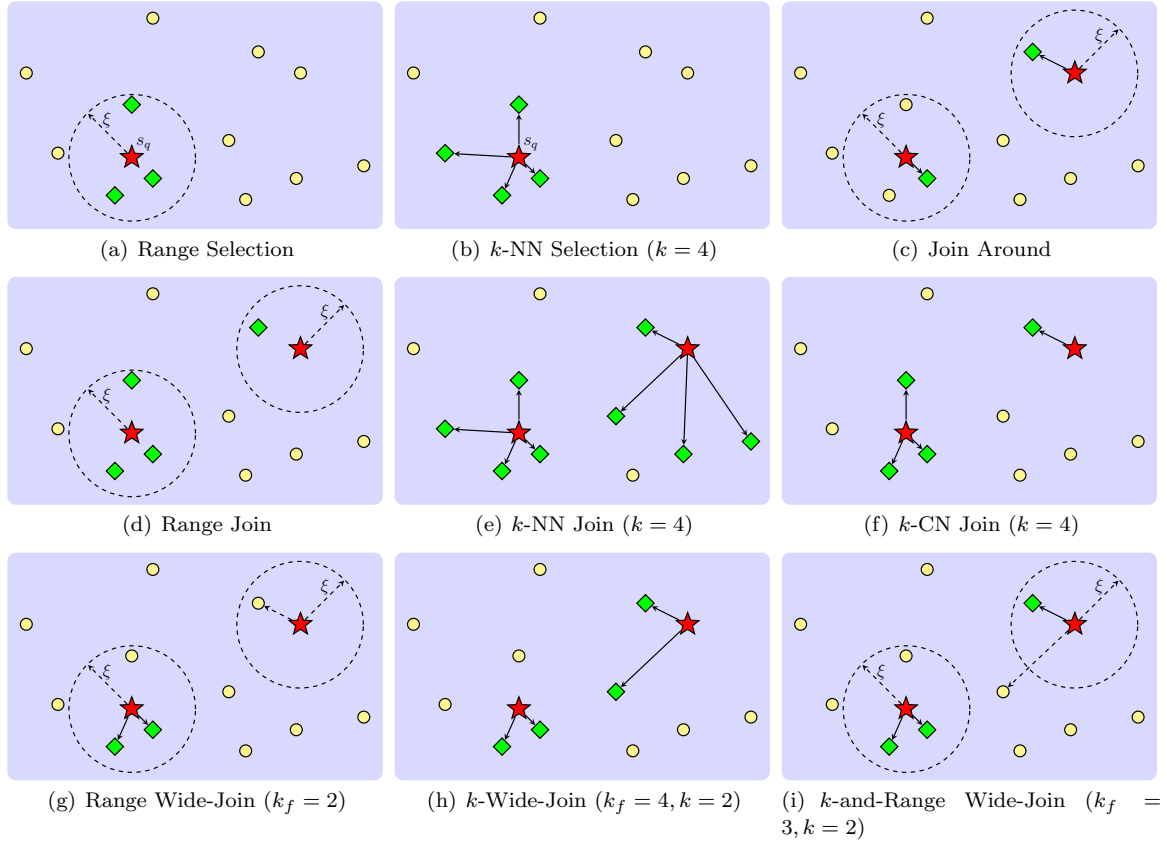 ξ
s_q
s_q
ξ
ξ
(a) Range Selection
(b) k-NN Selection (k = 4)
(c) Join Around
ξ
ξ
(d) Range Join
(e) k-NN Join (k = 4)
(f) k-CN Join (k = 4)
ξ
ξ
ξ
ξ
(g) Range Wide-Join (k_f = 2)
(h) k-Wide-Join (k_f = 4, k = 2)
(i) k-and-Range Wide-Join (k_f =
3, k = 2)